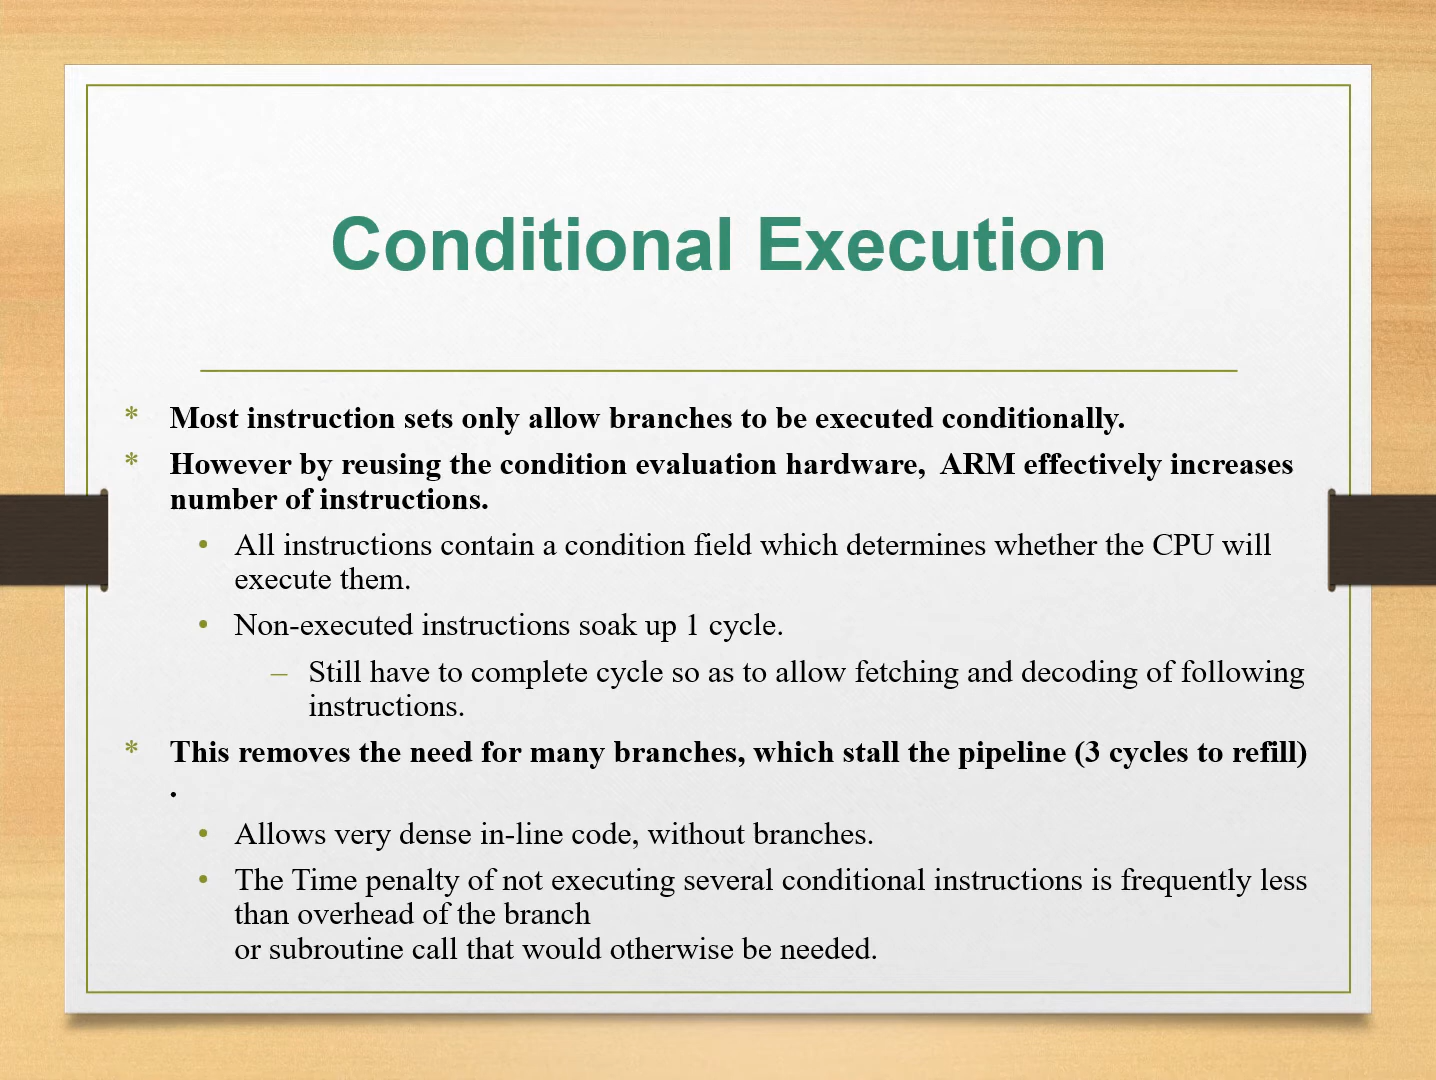 Conditional Execution
* Most instruction sets only allow branches to be executed conditionally.
* However by reusing the condition evaluation hardware,  ARM effectively increases
number of instructions.
• All instructions contain a condition field which determines whether the CPU will
execute them.
• Non-executed instructions soak up 1 cycle.
– Still have to complete cycle so as to allow fetching and decoding of following
instructions.
* This removes the need for many branches, which stall the pipeline (3 cycles to refill)
.
• Allows very dense in-line code, without branches.
• The Time penalty of not executing several conditional instructions is frequently less
than overhead of the branch
or subroutine call that would otherwise be needed.